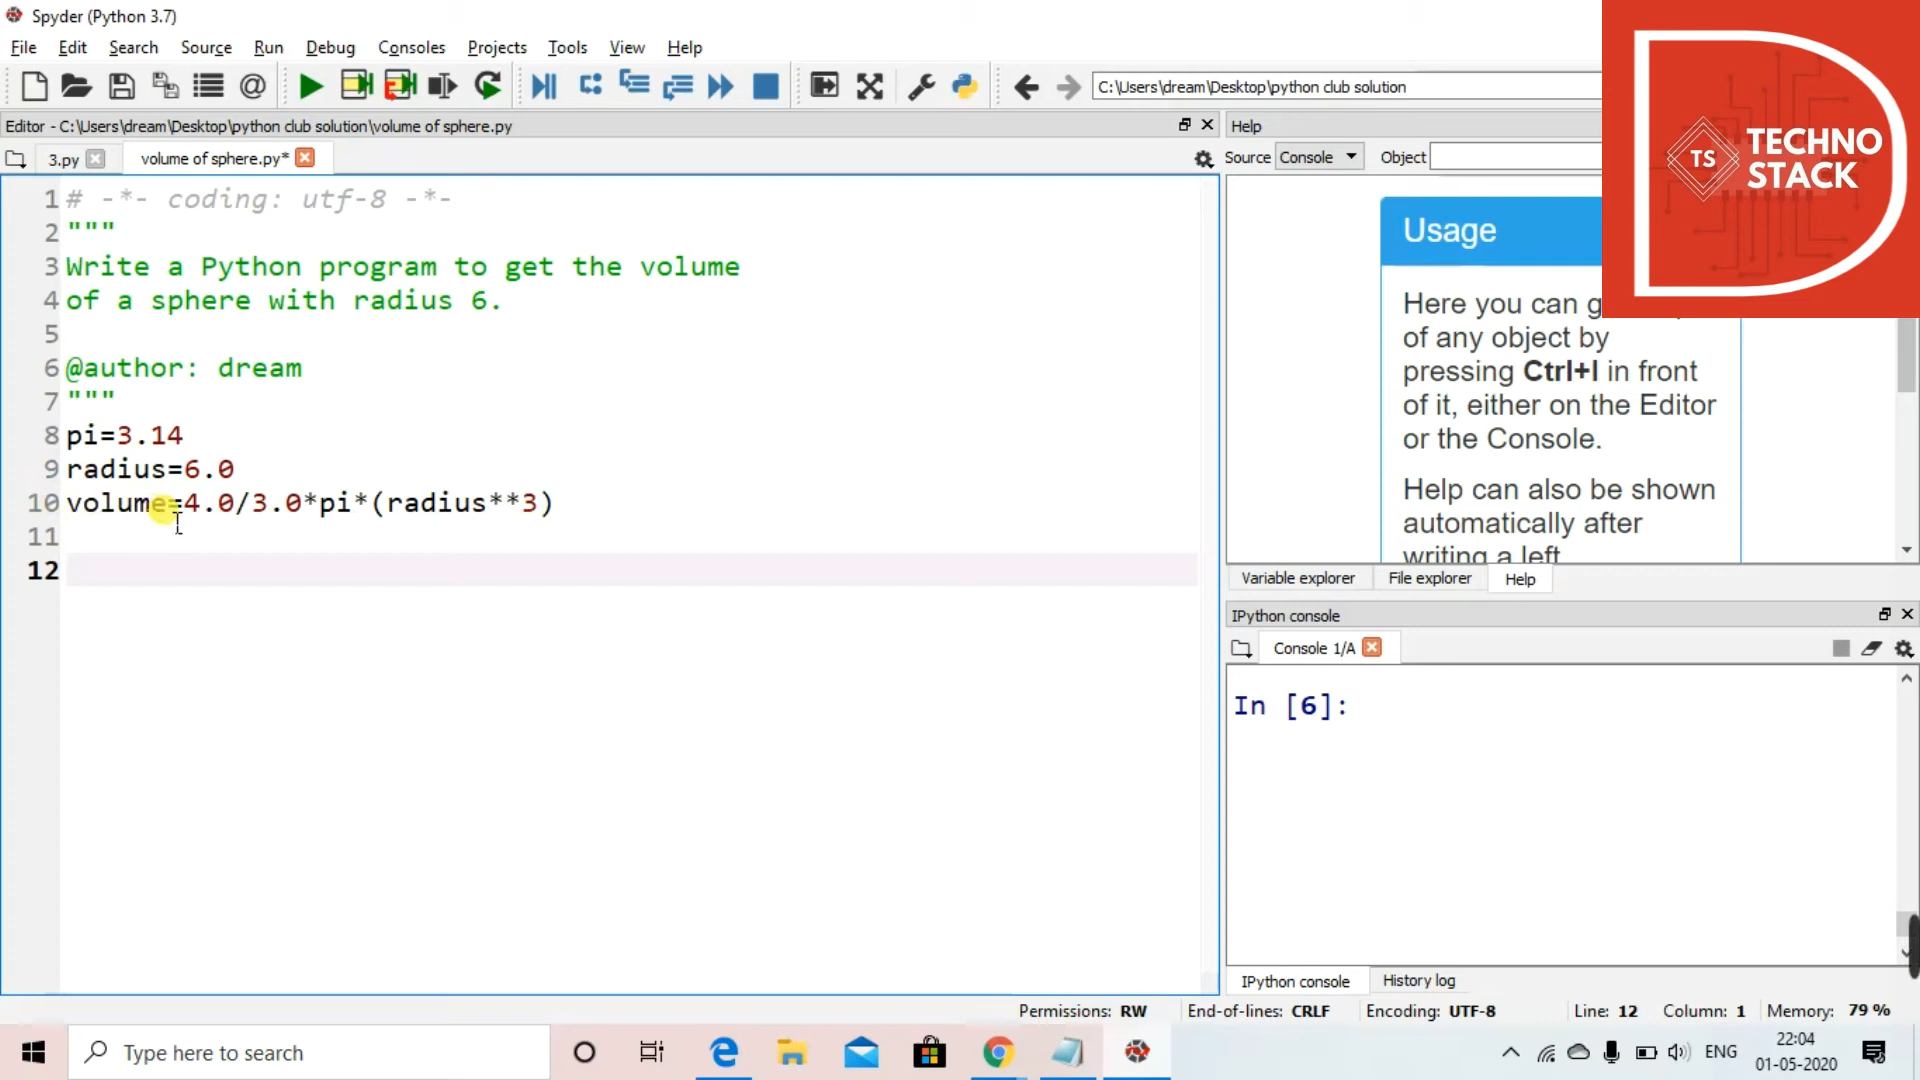 Spyder (Python 3.7)
File Edit Search Source Run Debug Consoles Projects Tools View Help
C:\Users\dream\Desktop\python club solution
Editor - C:\Users\dream\Desktop\python club solution\volume of sphere.py
Help
3.py
volume of sphere.py*
Source Console Object
TS
TECHNO
STACK
1 # -*- coding: utf-8 -*-
2 """
3 Write a Python program to get the volume
4 of a sphere with radius 6.
5
6 @author: dream
7 """
8 pi=3.14
9 radius=6.0
10 volume=4.0/3.0*pi*(radius**3)
11
12
Usage
Here you can g
of any object by
pressing Ctrl+I in front
of it, either on the Editor
or the Console.
Help can also be shown
automatically after
writing a left
Variable explorer File explorer Help
IPython console
Console 1/A
In [6]:
IPython console History log
Permissions: RW End-of-lines: CRLF Encoding: UTF-8 Line: 12 Column: 1 Memory: 79 %
Type here to search
ENG
22:04
01-05-2020